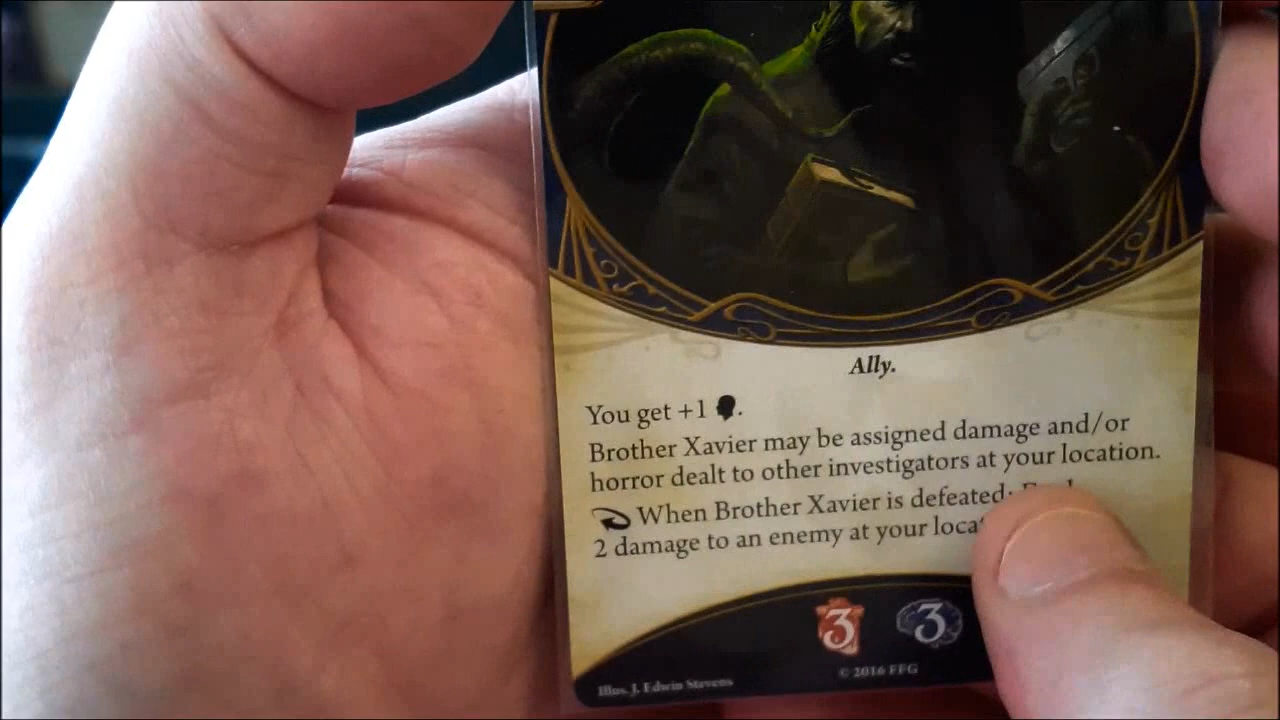 Ally.
You get +1 .
Brother Xavier may be assigned damage and/or
horror dealt to other investigators at your location.
When Brother Xavier is defeated:
2 damage to an enemy at your
3 3
© 2016 FFG
Illus. J. Edwin Stevens